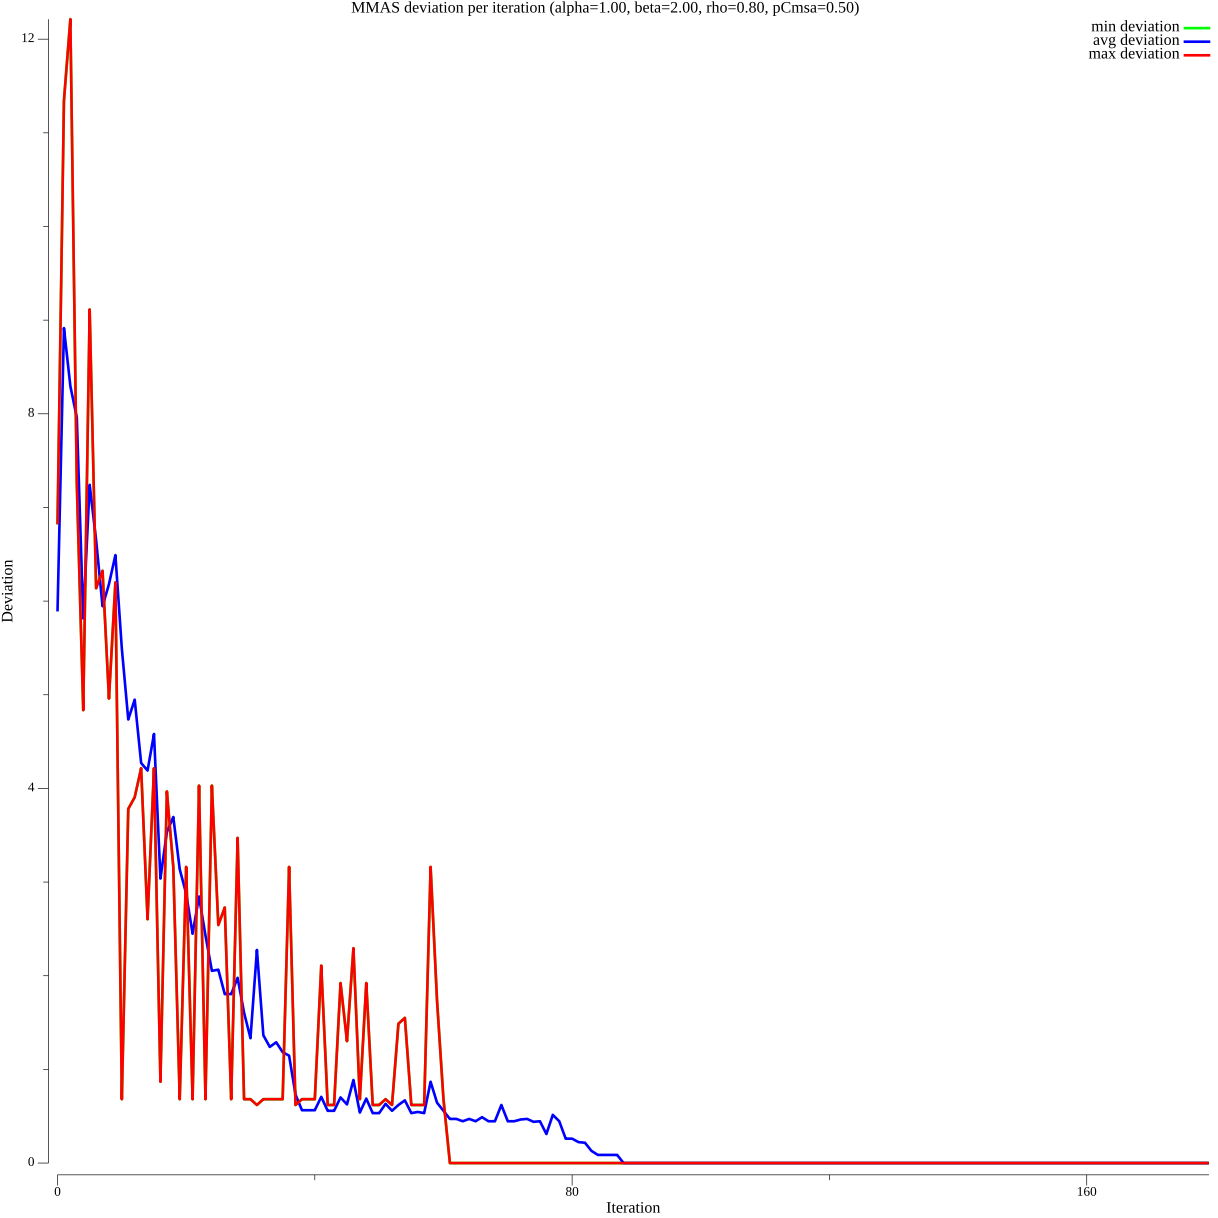 MMAS deviation per iteration (alpha=1.00, beta=2.00, rho=0.80, pCmsa=0.50)
min deviation
avg deviation
max deviation
12
8
4
0
Deviation
0
80
160
Iteration